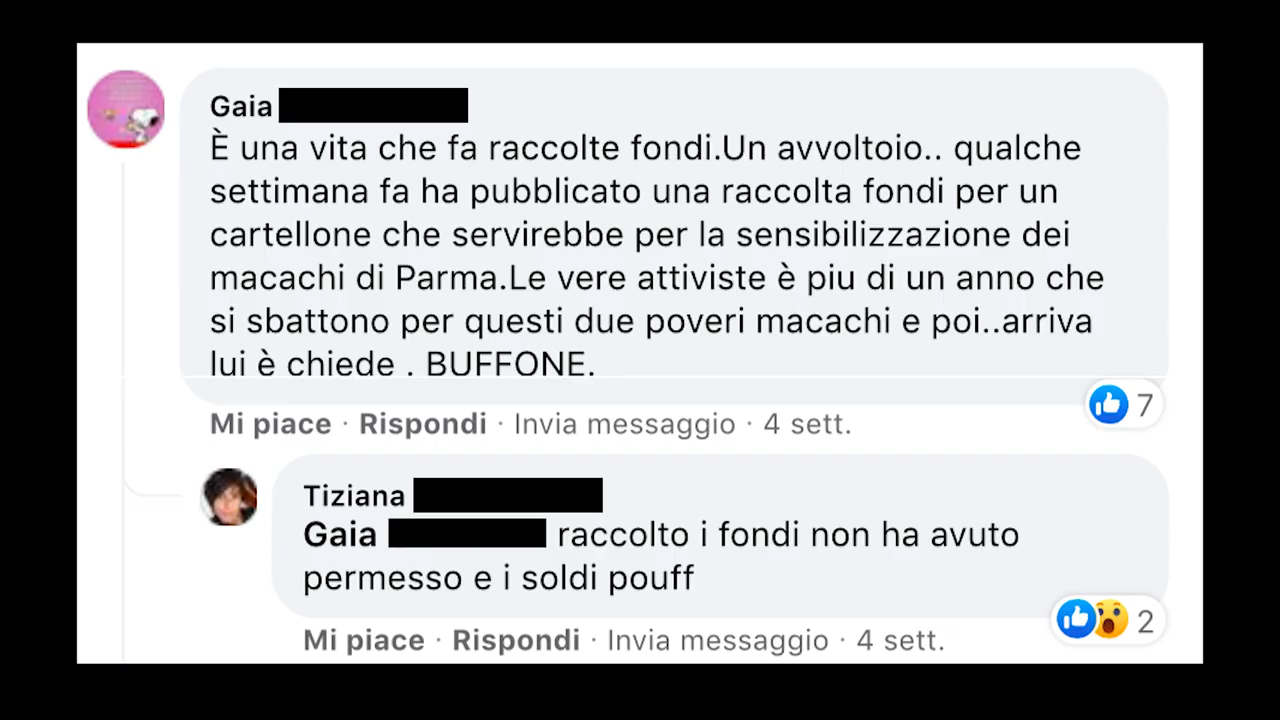 Gaia
È una vita che fa raccolte fondi.Un avvoltoio.. qualche
settimana fa ha pubblicato una raccolta fondi per un
cartellone che servirebbe per la sensibilizzazione dei
macachi di Parma.Le vere attiviste è piu di un anno che
si sbattono per questi due poveri macachi e poi..arriva
lui è chiede . BUFFONE.
7
Mi piace · Rispondi · Invia messaggio · 4 sett.
Tiziana
Gaia raccolto i fondi non ha avuto
permesso e i soldi pouff
2
Mi piace · Rispondi · Invia messaggio · 4 sett.